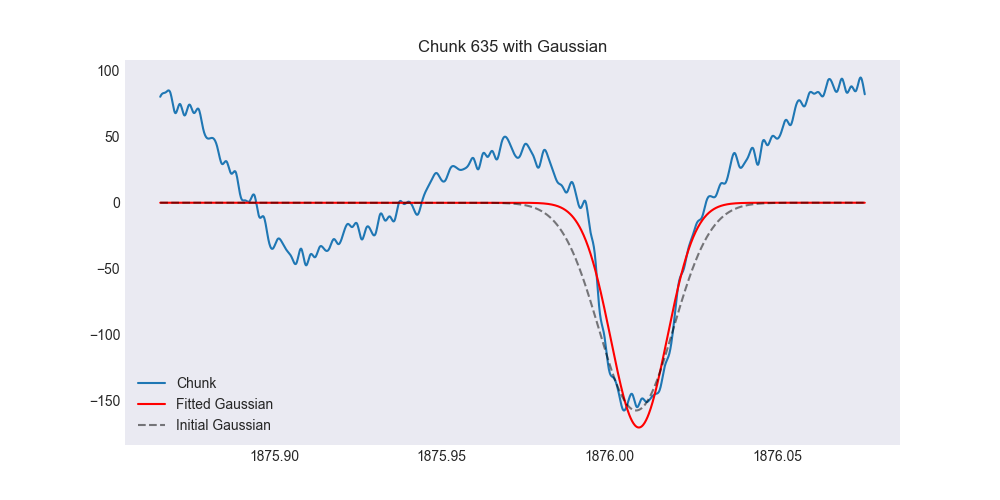 Chunk 635 with Gaussian
100
50
0
−50
−100
−150
Chunk
Fitted Gaussian
Initial Gaussian
1875.90 1875.95 1876.00 1876.05